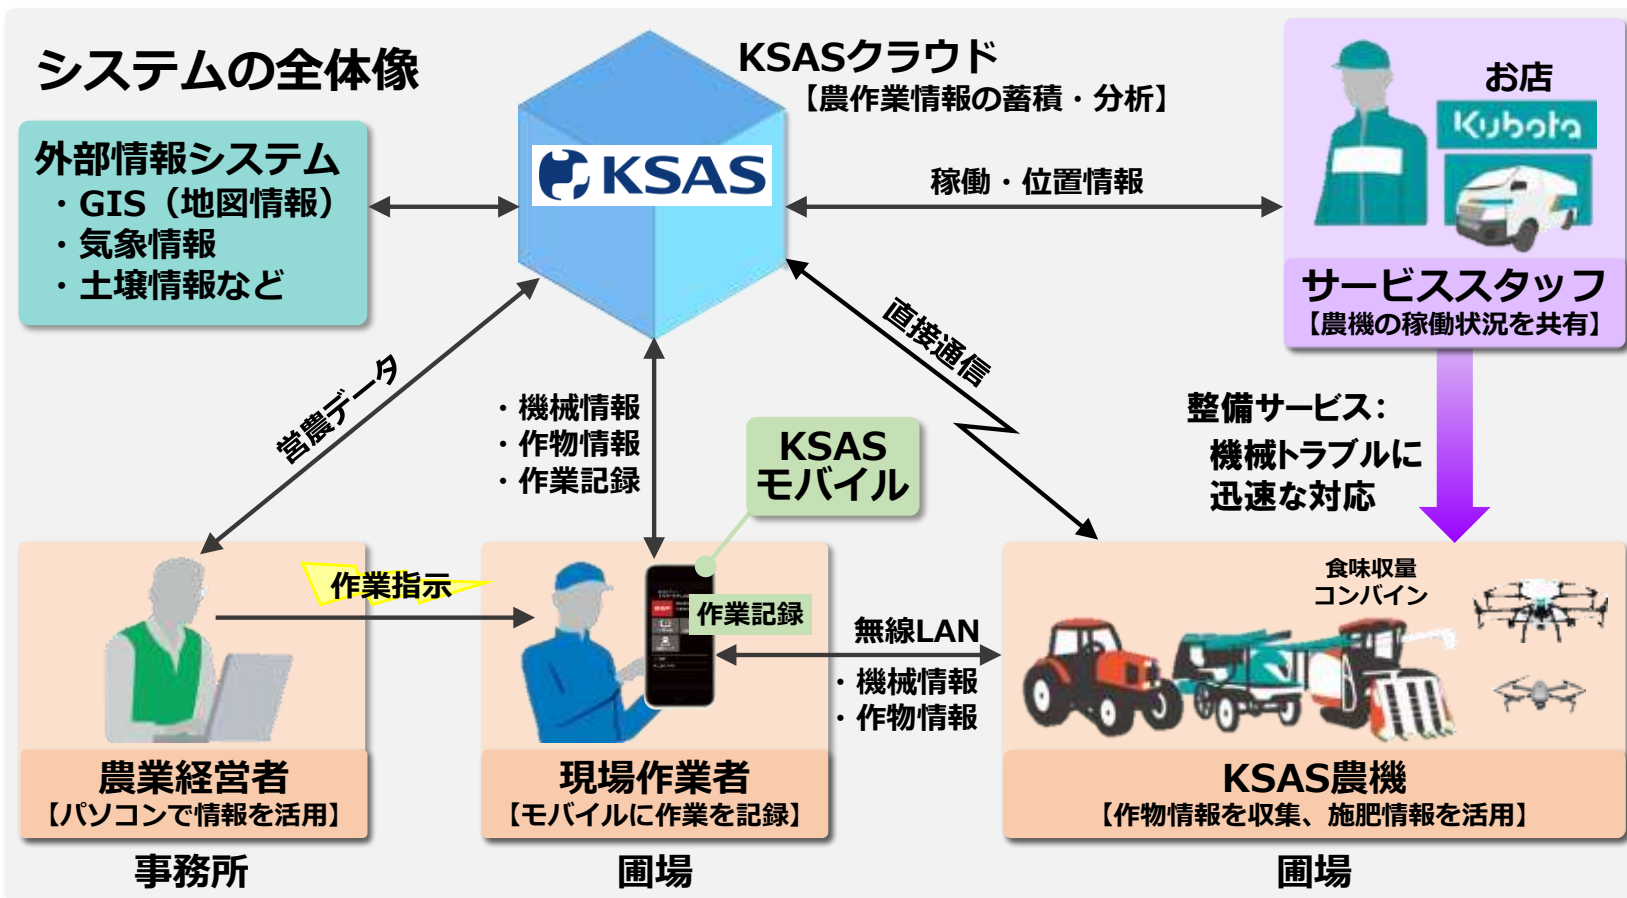 システムの全体像
KSASクラウド
【農作業情報の蓄積・分析】
KSAS
外部情報システム
・GIS（地図情報）
・気象情報
・土壌情報など
稼働・位置情報
お店
Kubota
サービススタッフ
【農機の稼働状況を共有】
営農データ
・機械情報
・作物情報
・作業記録
直接通信
整備サービス：
機械トラブルに
迅速な対応
KSAS
モバイル
作業指示
作業記録
無線LAN
・機械情報
・作物情報
食味収量
コンバイン
農業経営者
【パソコンで情報を活用】
事務所
現場作業者
【モバイルに作業を記録】
圃場
KSAS農機
【作物情報を収集、施肥情報を活用】
圃場